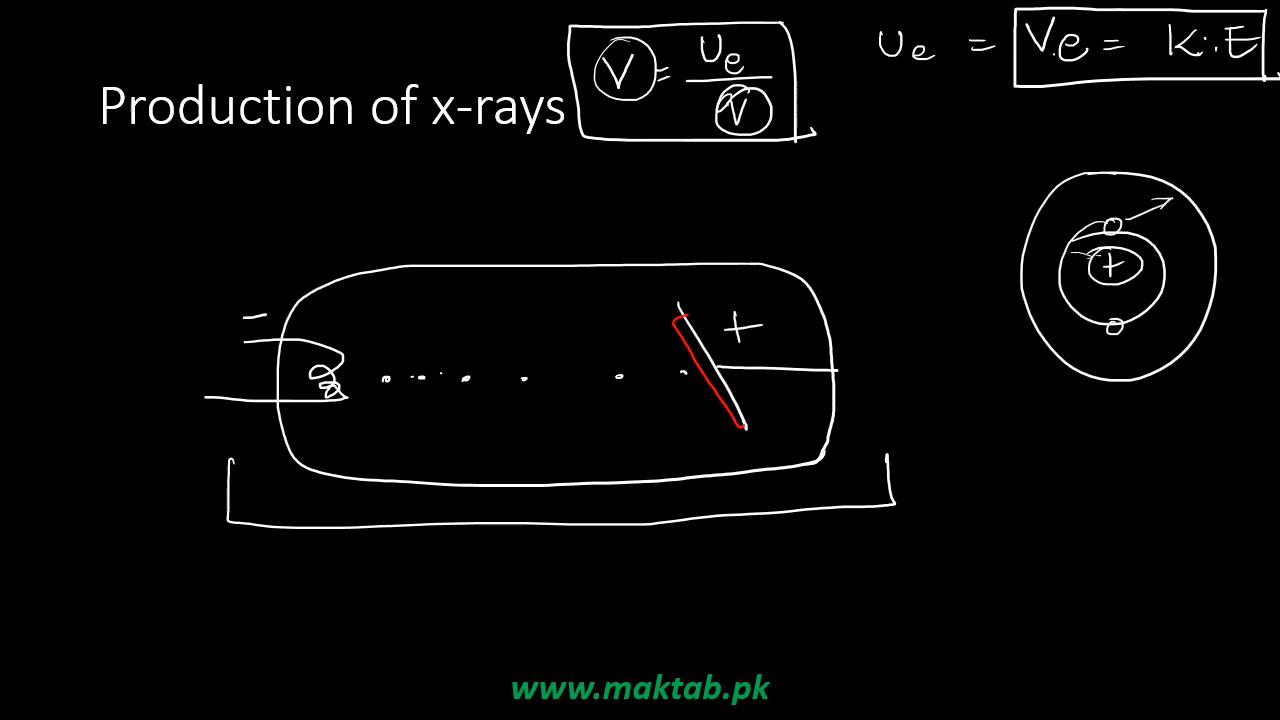 V = Ue / V
Ue = V.e = K.E
Production of x-rays
+
-
+
www.maktab.pk